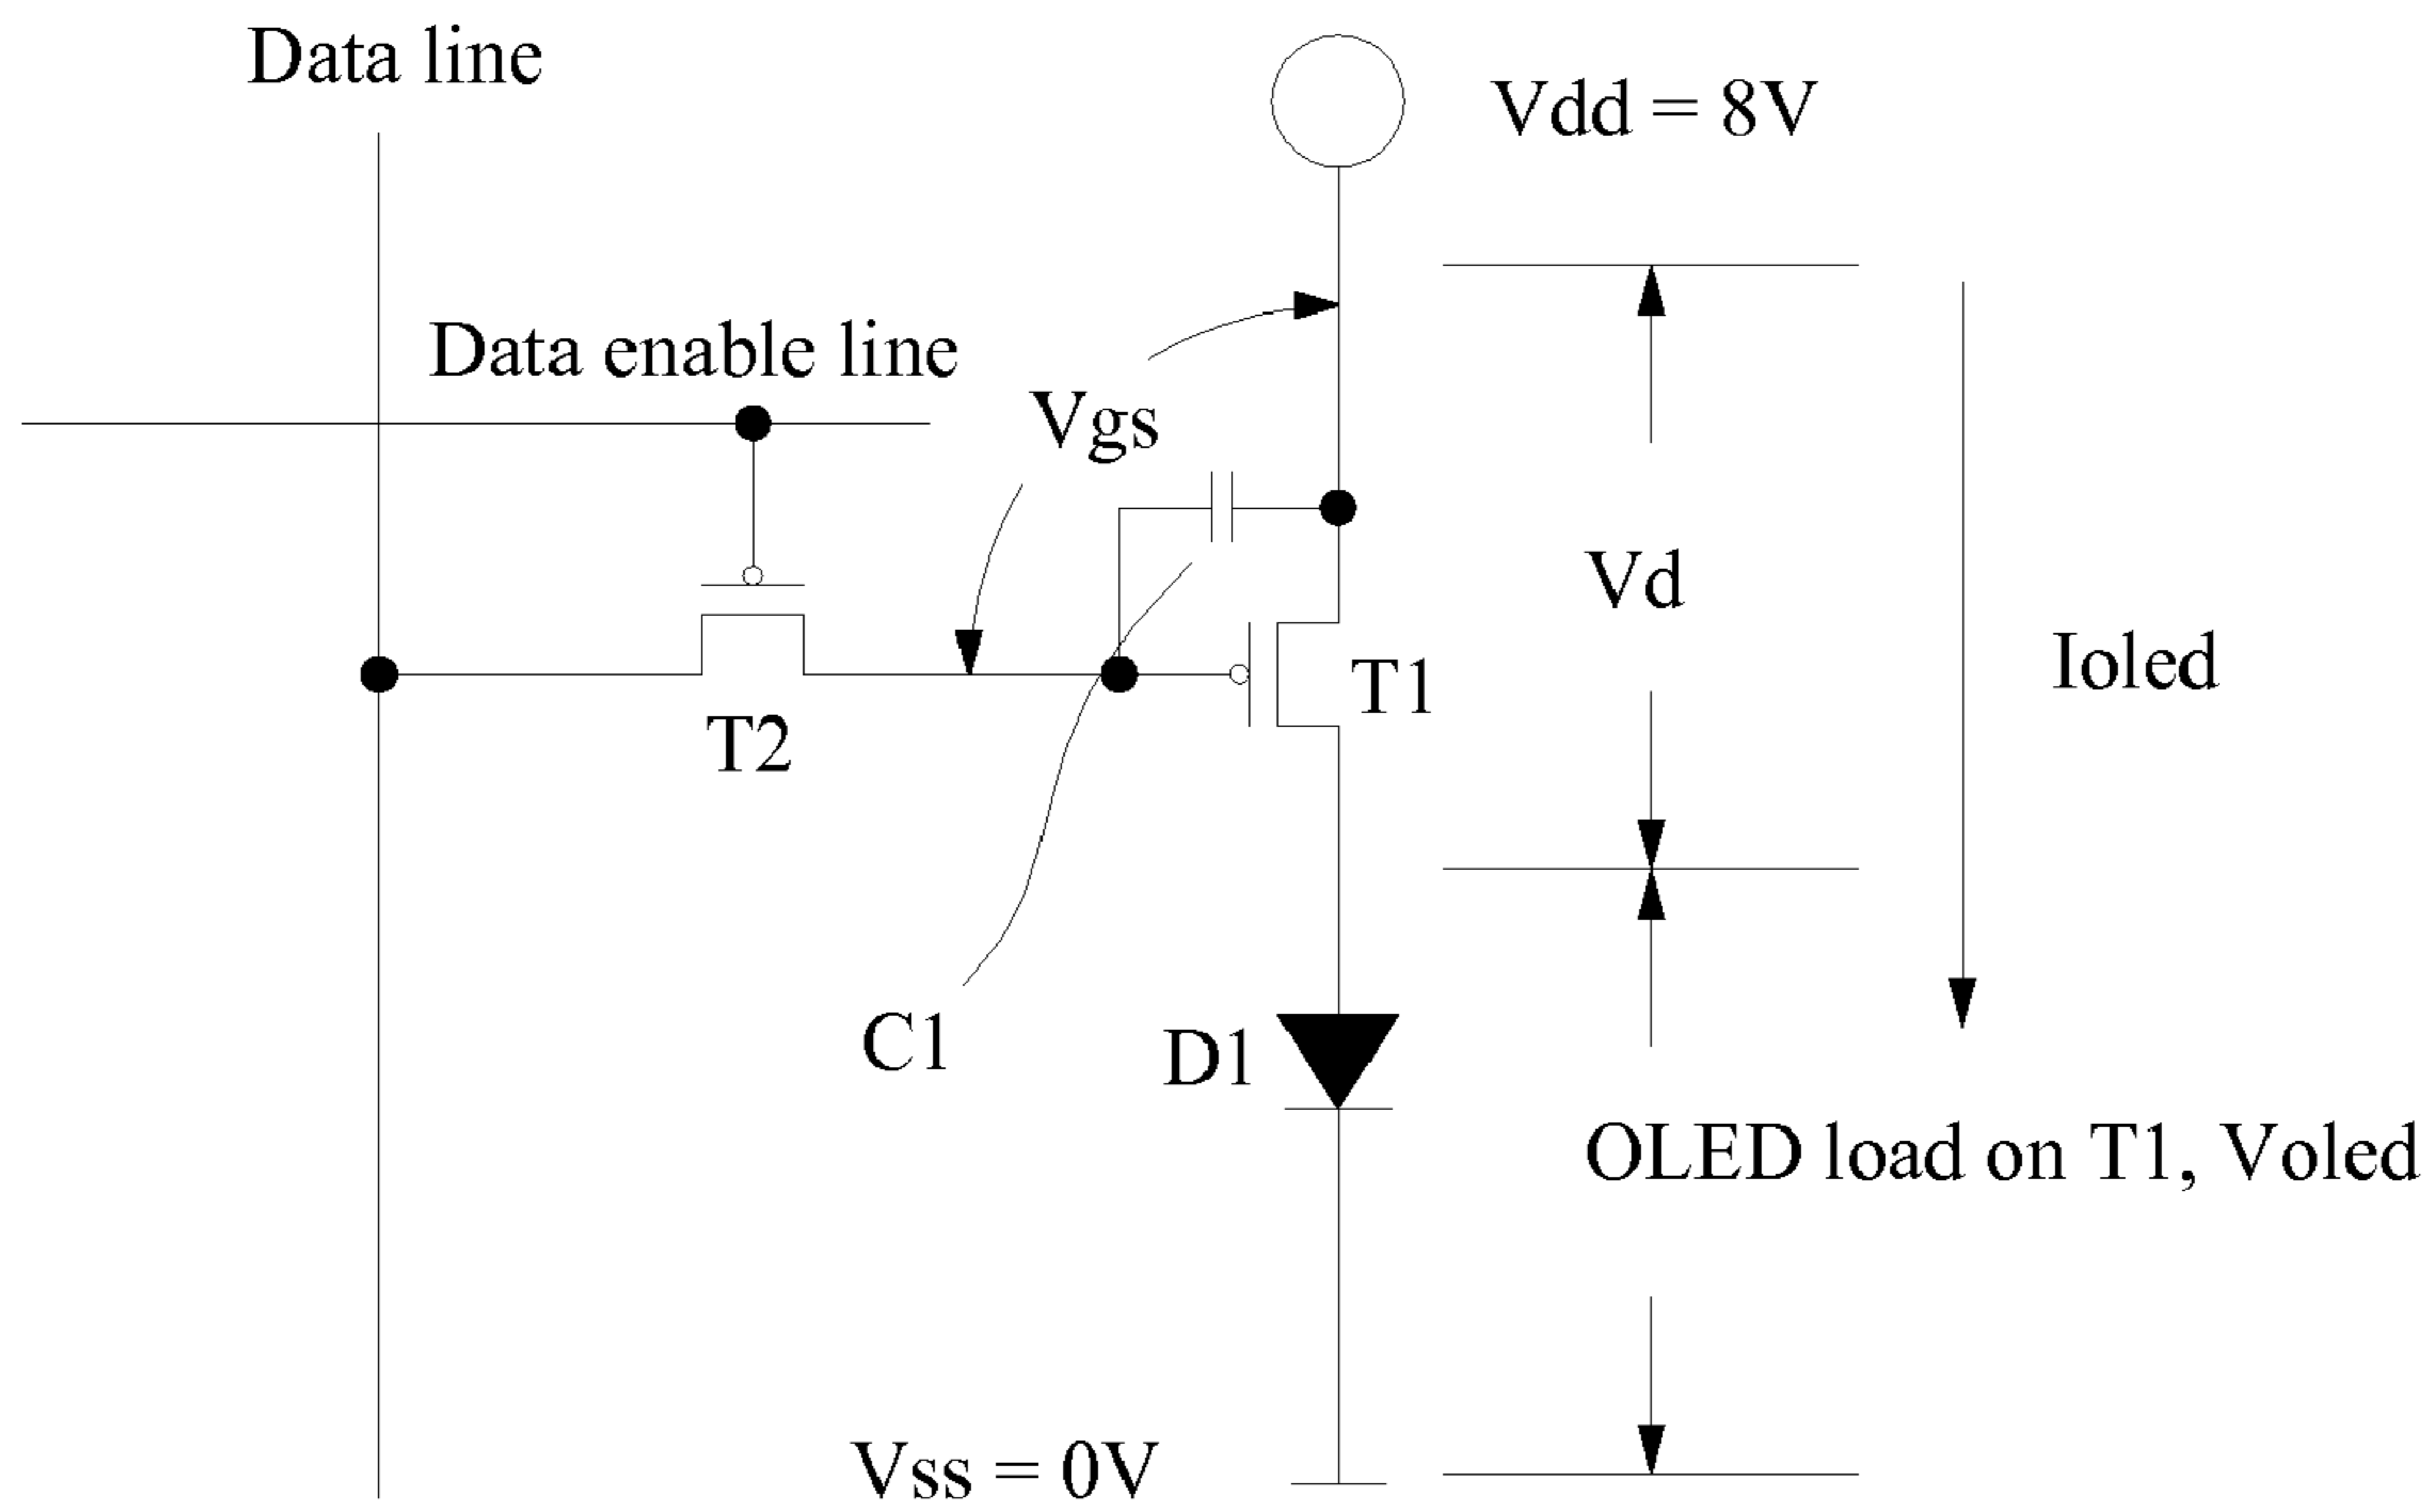 Data line
Vdd = 8V
Data enable line
Vgs
Vd
Ioled
T1
T2
C1
D1
OLED load on T1, Voled
Vss = 0V